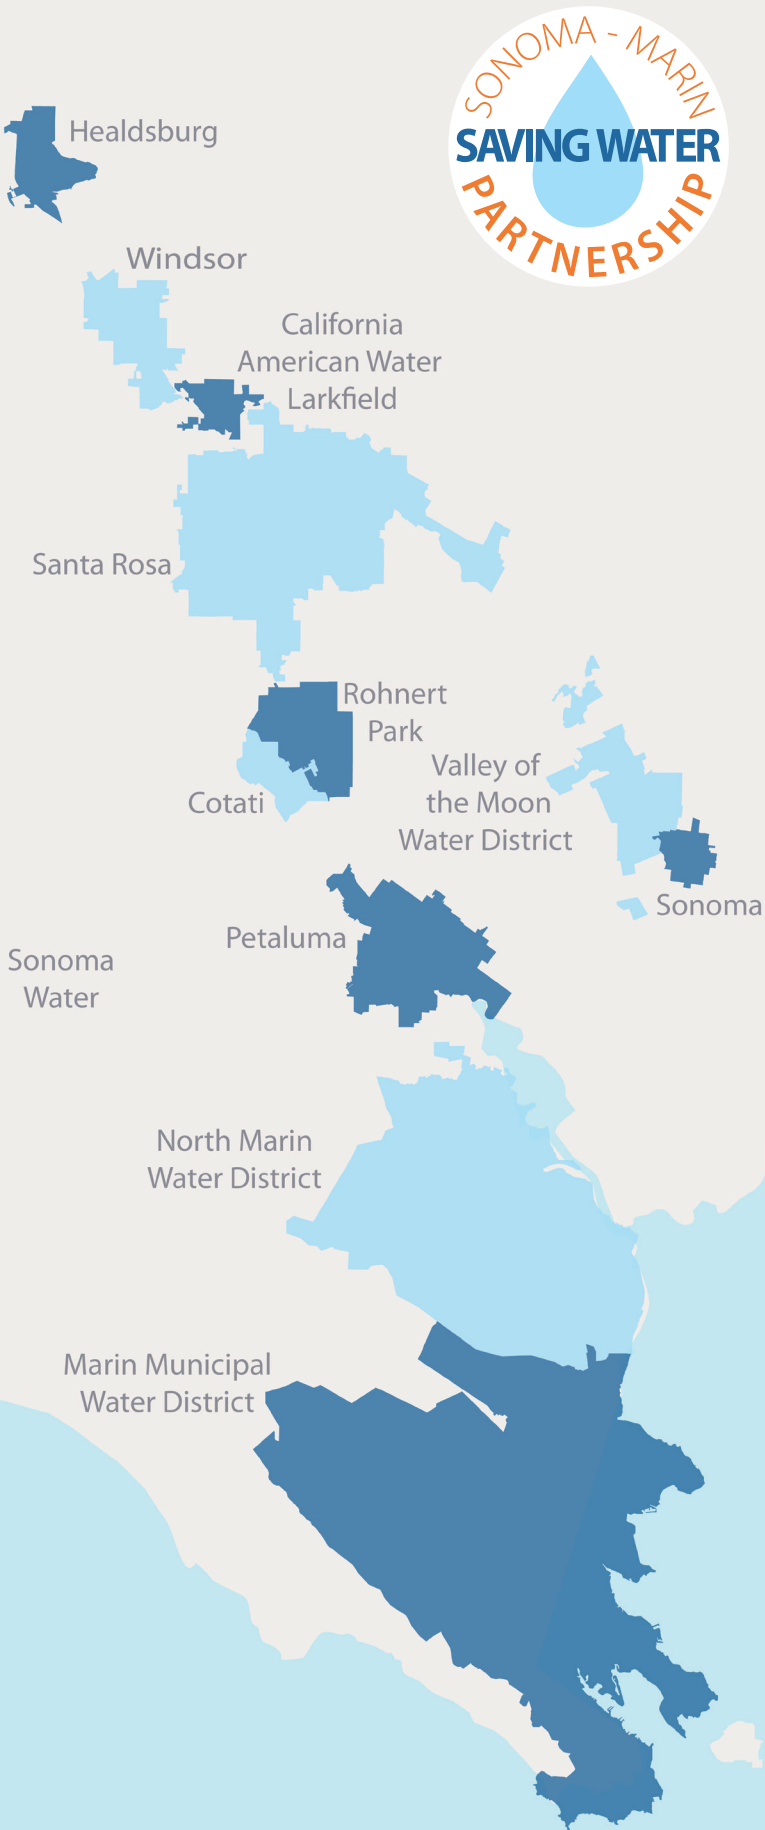 SONOMA - MARIN
SAVING WATER
PARTNERSHIP
Healdsburg
Windsor
California
American Water
Larkfield
Santa Rosa
Rohnert
Park
Cotati
Valley of
the Moon
Water District
Sonoma
Petaluma
Sonoma
Water
North Marin
Water District
Marin Municipal
Water District